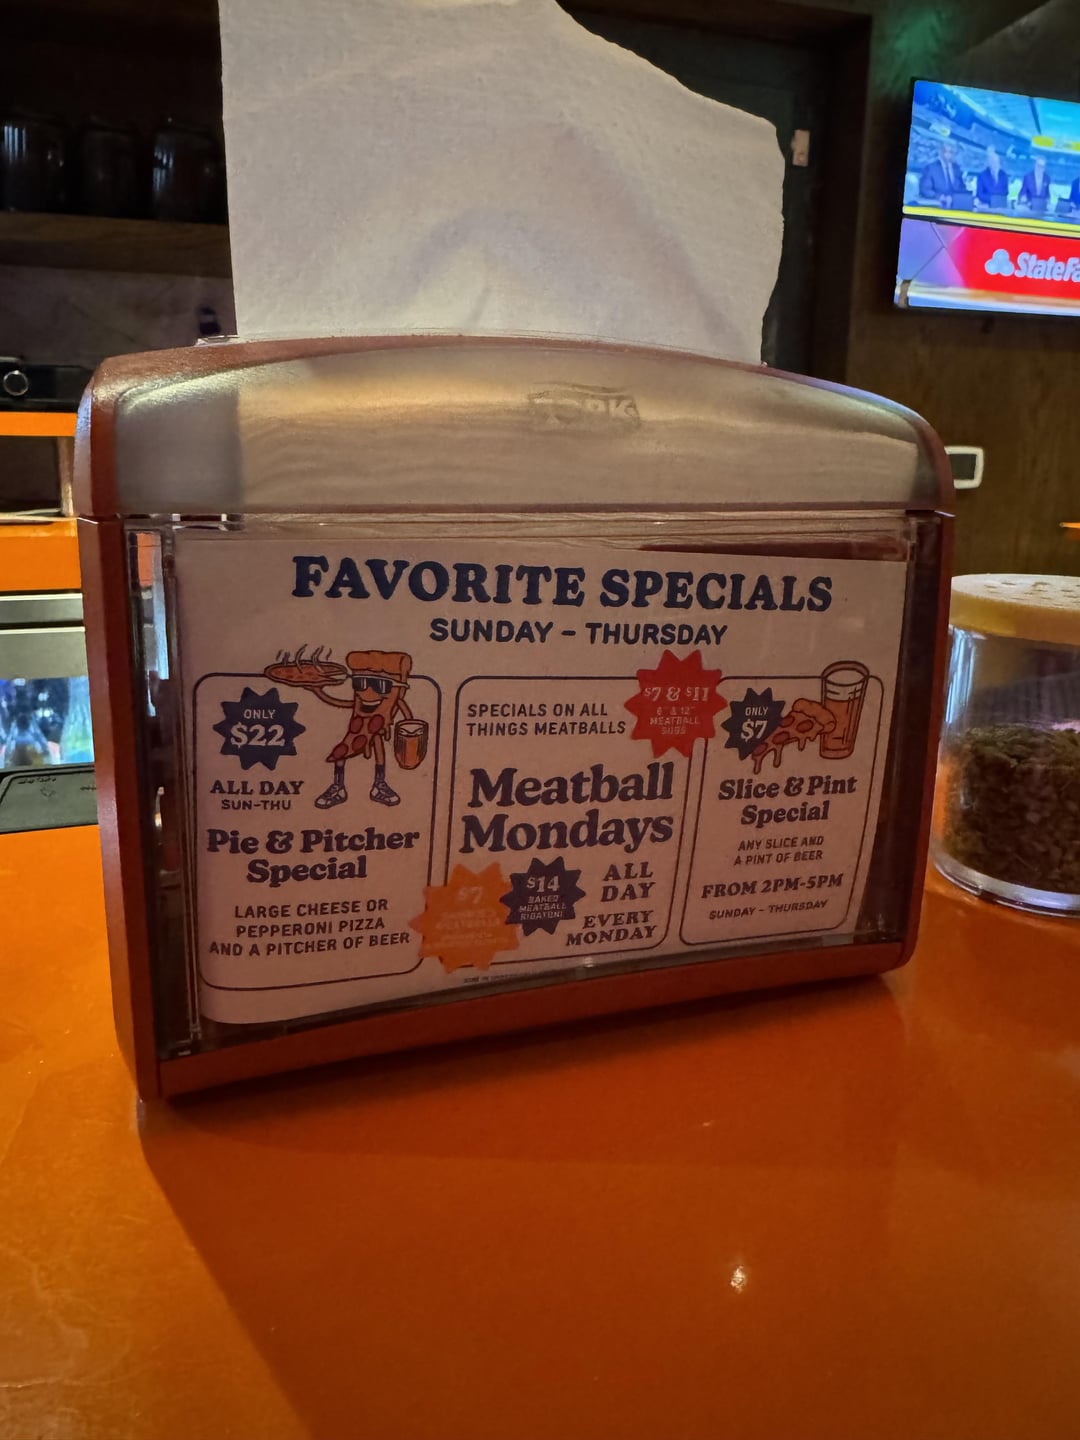 StateFa
TORK
FAVORITE SPECIALS
SUNDAY – THURSDAY
ONLY
$22
ALL DAY
SUN-THU
Pie & Pitcher
Special
LARGE CHEESE OR
PEPPERONI PIZZA
AND A PITCHER OF BEER
SPECIALS ON ALL
THINGS MEATBALLS
$7 & $11
6" & 12"
MEATBALL
SUBS
Meatball
Mondays
$7
$14
BAKED
MEATBALL
RIGATONI
ALL
DAY
EVERY
MONDAY
ONLY
$7
Slice & Pint
Special
ANY SLICE AND
A PINT OF BEER
FROM 2PM-5PM
SUNDAY - THURSDAY